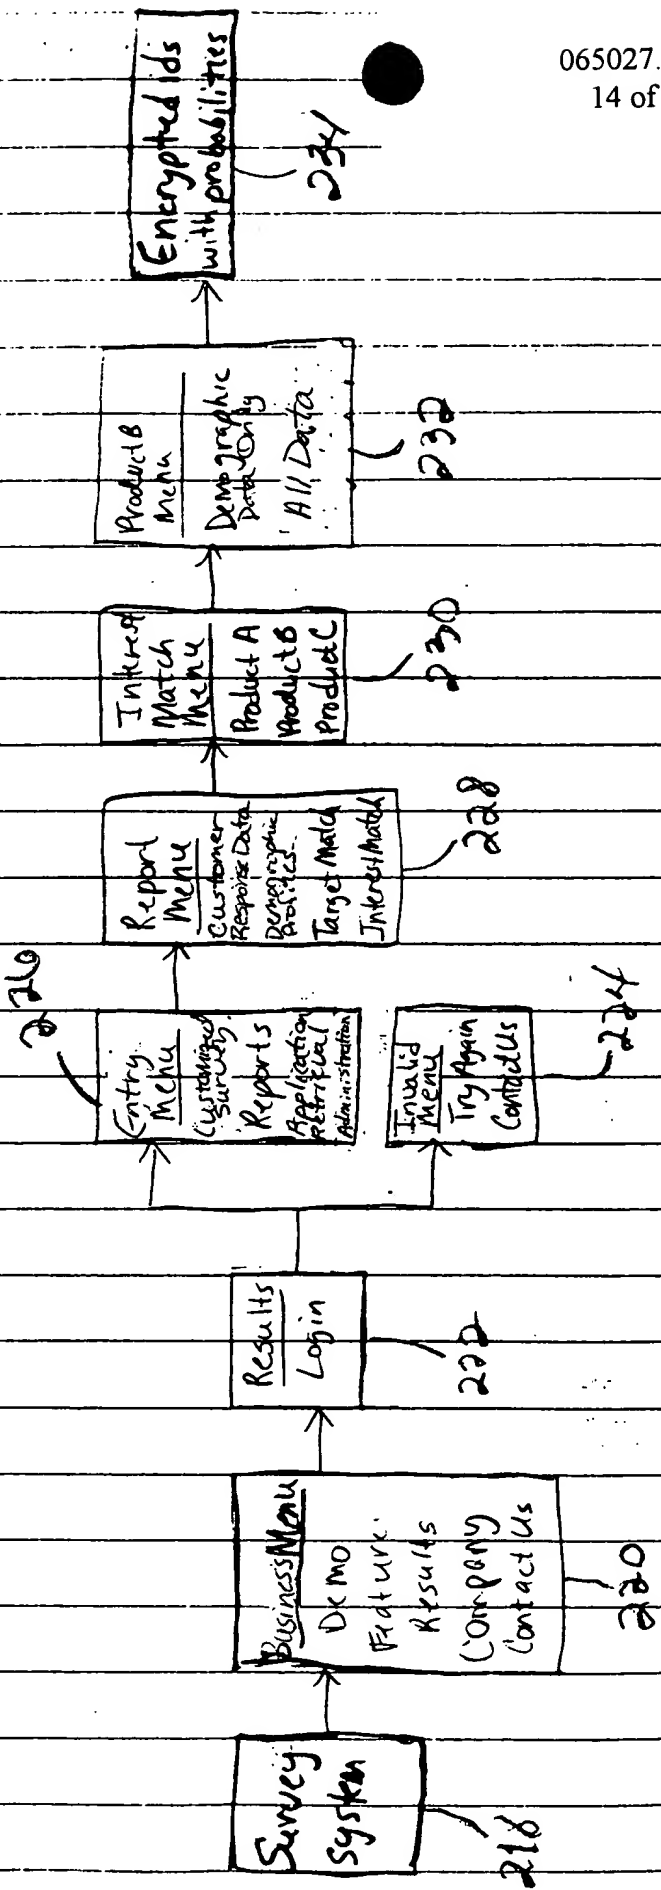 065027.
14 of
Survey
System
218
Business Menu
Demo
Feature
Results
Company
Contact Us
220
Results
Login
222
Entry
Menu
Customized
Survey
Reports
Application
Retrieval
Administration
226
Invalid
Menu
Try Again
Contact Us
224
Report
Menu
Customer
Response Data
Demographic
Profiles
Target Match
Interest Match
228
Interest
Match
Menu
Product A
Product B
Product C
230
Product B
Menu
Demographic
Data Only
All Data
232
Encrypted Ids
with probabilities
234